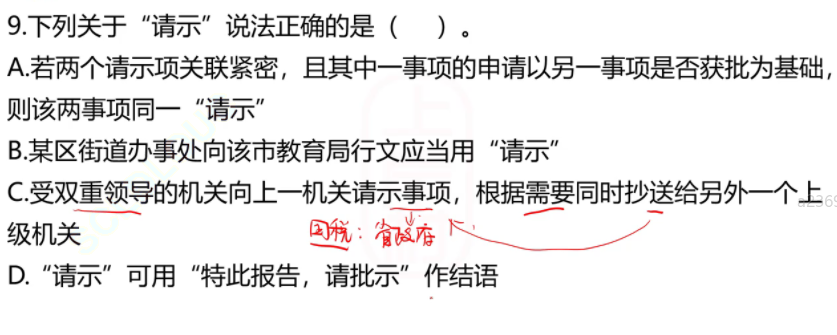 9.下列关于“请示”说法正确的是（ ）。
A.若两个请示项关联紧密，且其中一事项的申请以另一事项是否获批为基础，
则该两事项同一“请示”
B.某区街道办事处向该市教育局行文应当用“请示”
C.受双重领导的机关向上一机关请示事项，根据需要同时抄送给另外一个上
级机关
国税：省政府
D.“请示”可用“特此报告，请批示”作结语